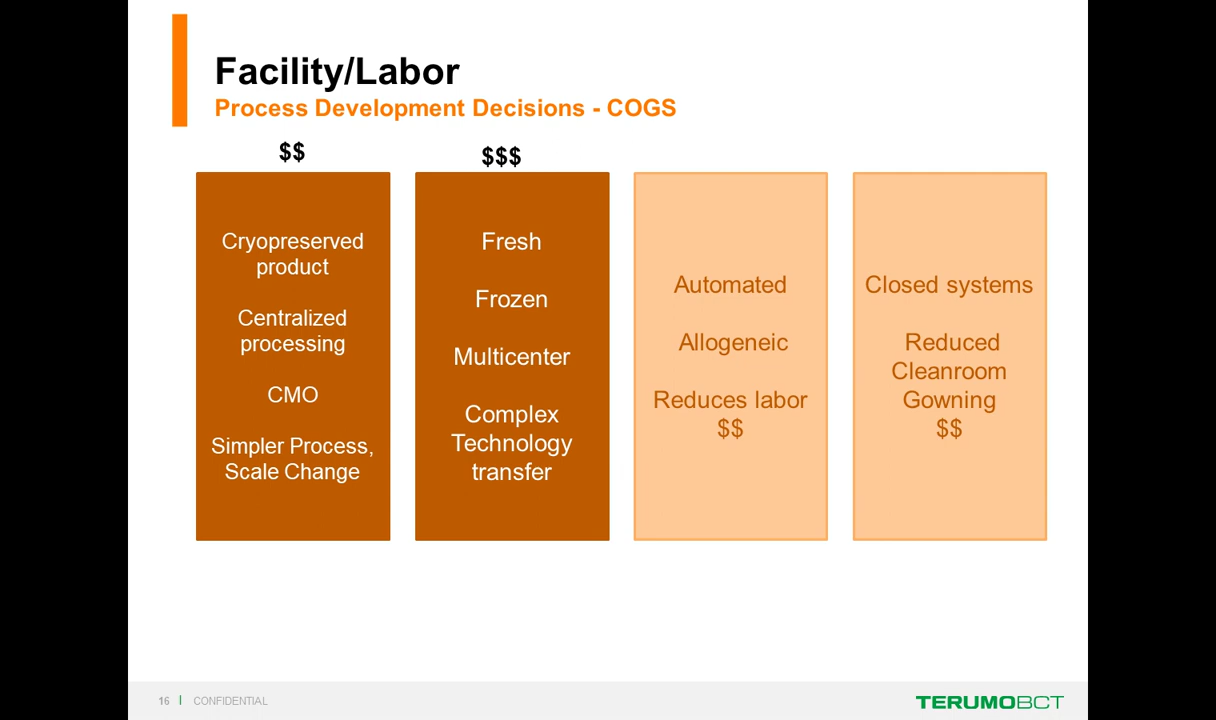 Facility/Labor
Process Development Decisions - COGS
$$
$$$
Cryopreserved
product
Centralized
processing
CMO
Simpler Process,
Scale Change
Fresh
Frozen
Multicenter
Complex
Technology
transfer
Automated
Allogeneic
Reduces labor
$$
Closed systems
Reduced
Cleanroom
Gowning
$$
16 | CONFIDENTIAL
TERUMOBCT